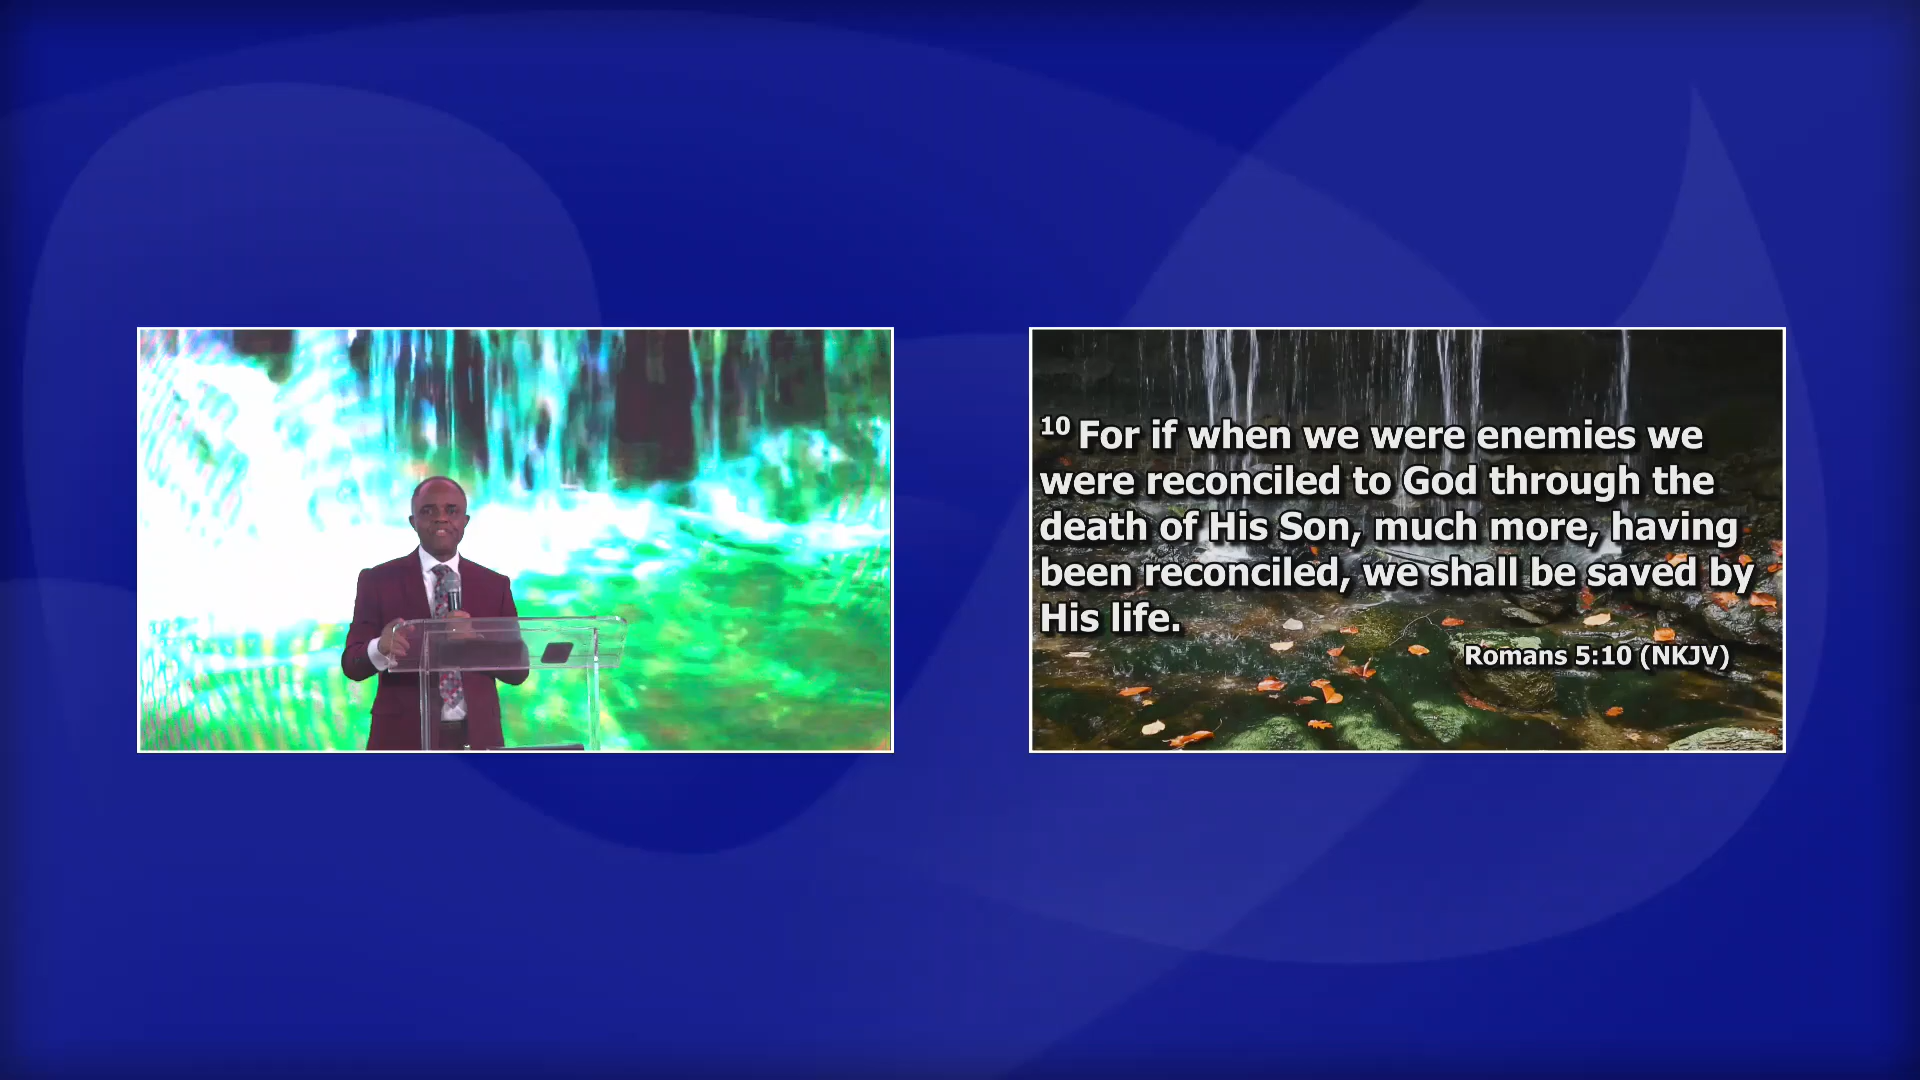 10 For if when we were enemies we
were reconciled to God through the
death of His Son, much more, having
been reconciled, we shall be saved by
His life.
Romans 5:10 (NKJV)